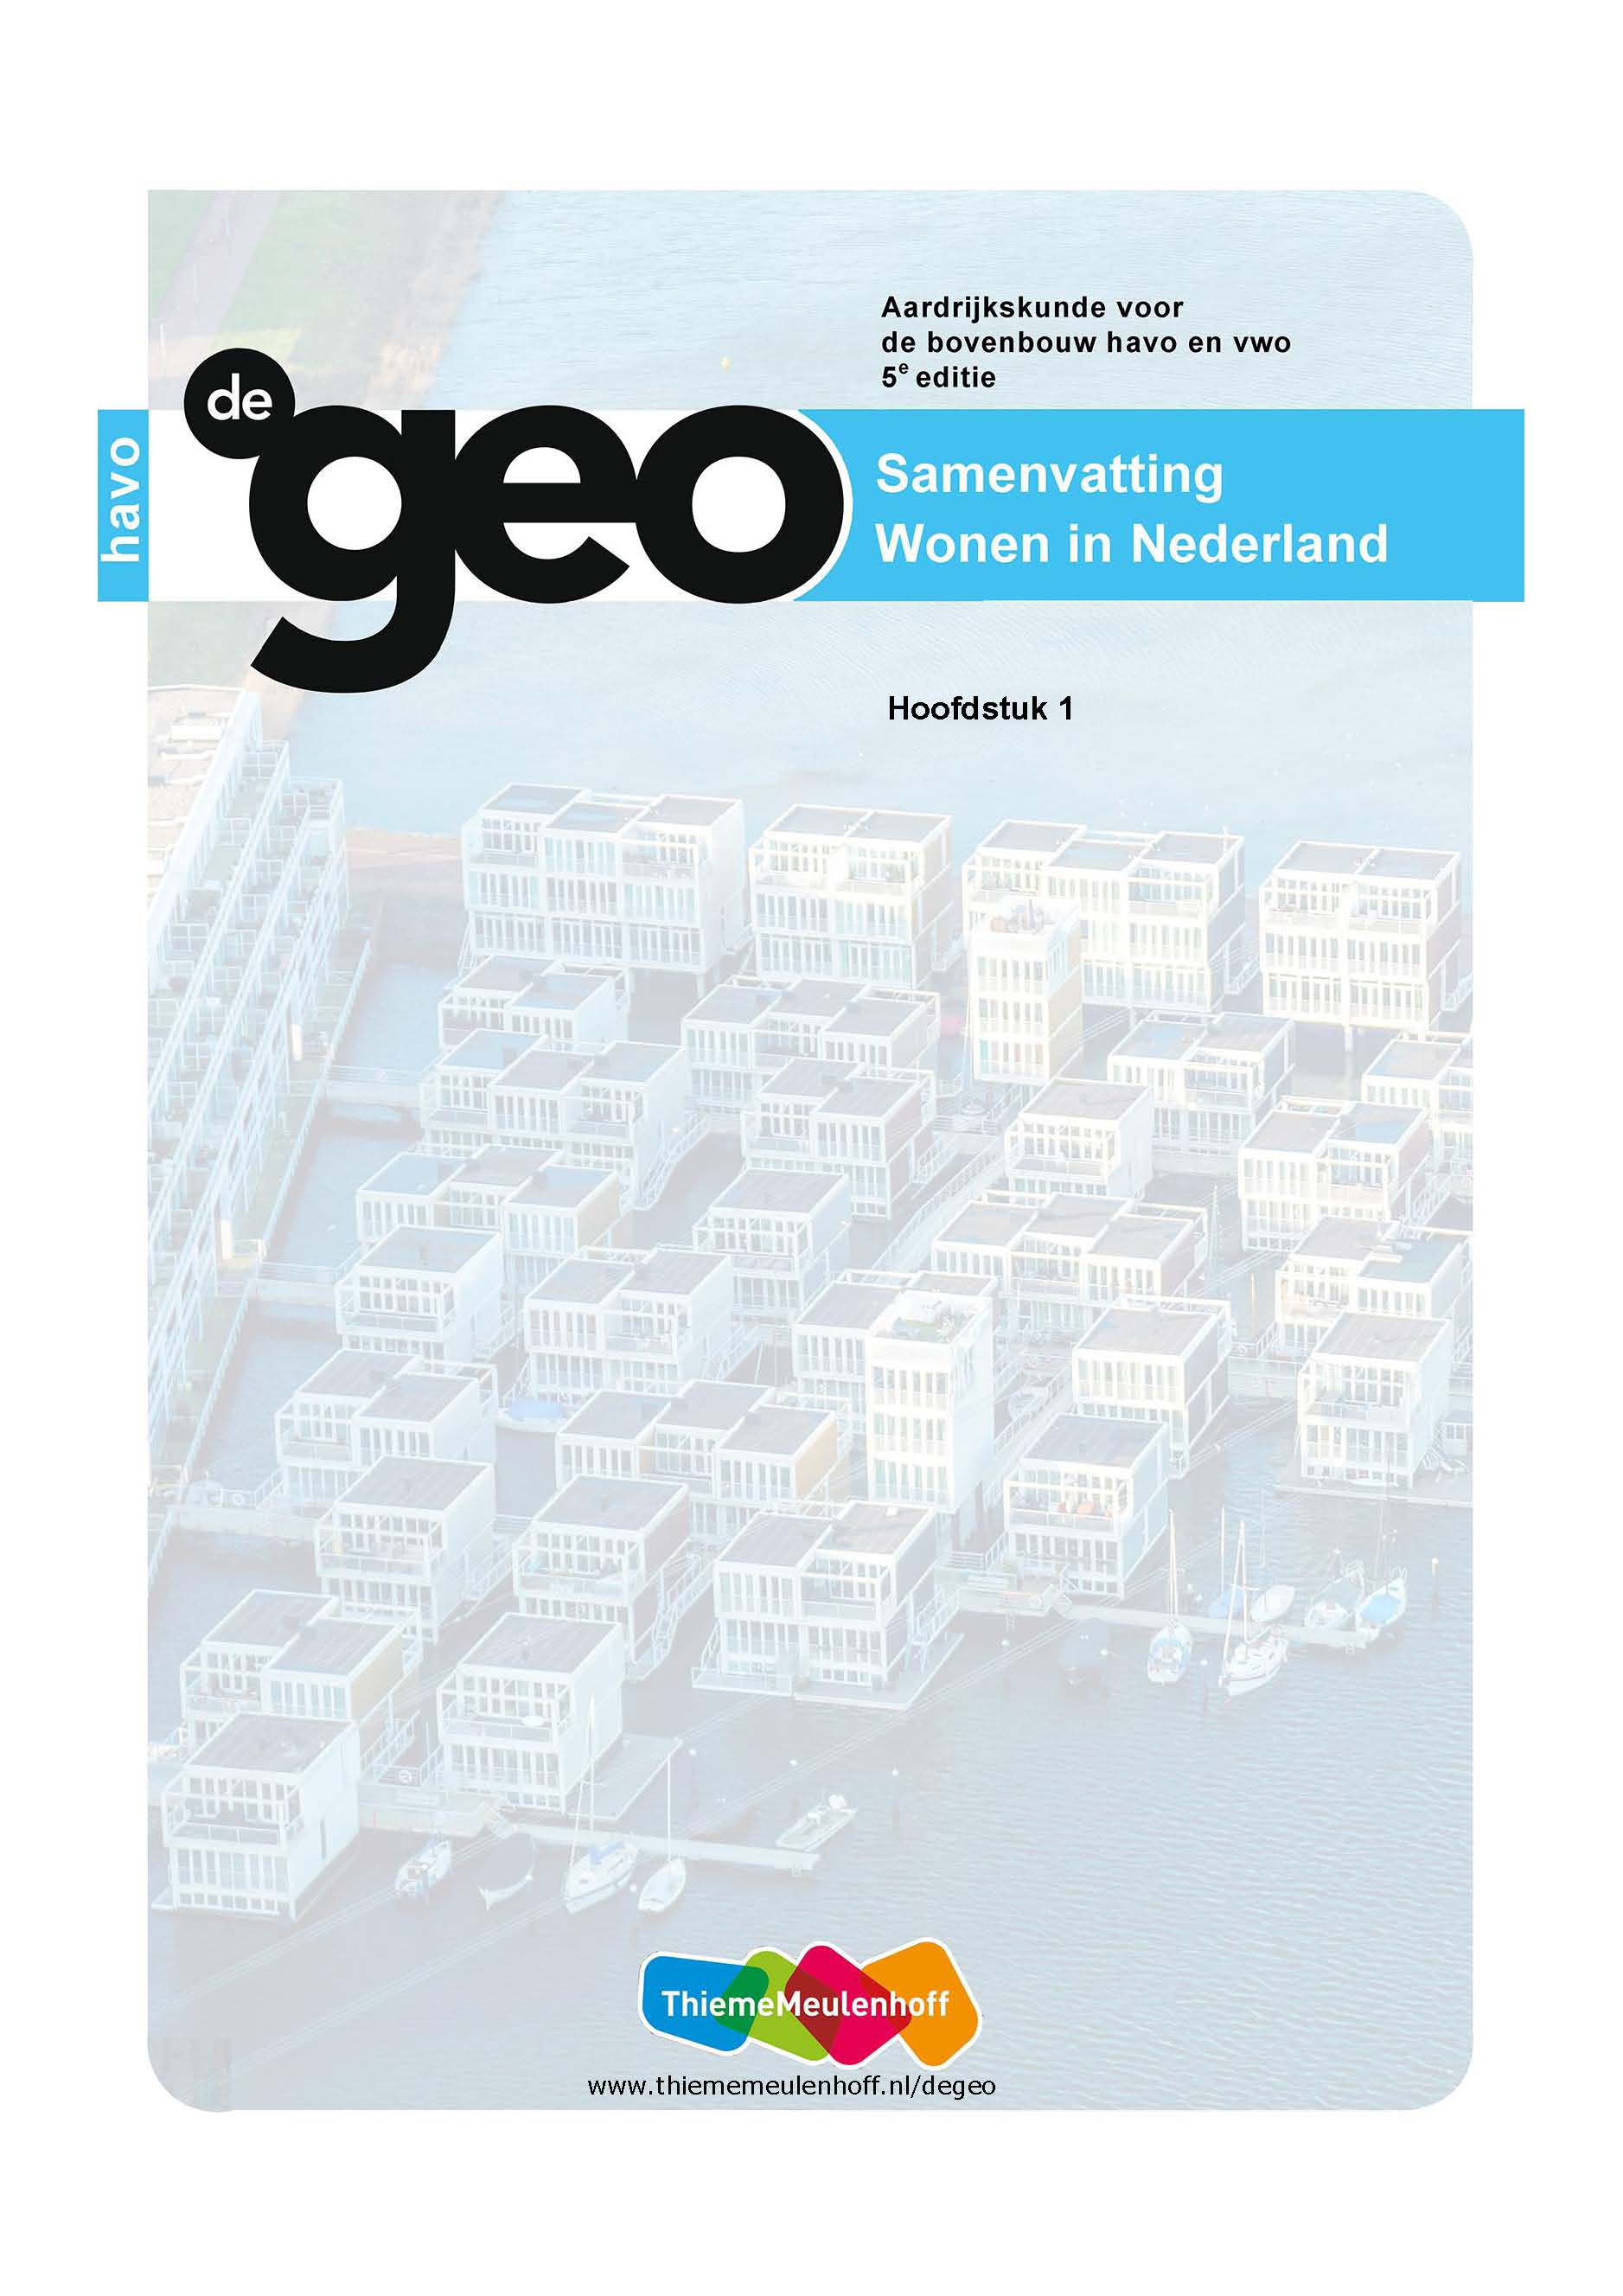 Aardrijkskunde voor
de bovenbouw havo en vwo
5e editie
havo
de
geo
Samenvatting
Wonen in Nederland
Hoofdstuk 1
ThiemeMeulenhoff
www.thiememeulenhoff.nl/degeo